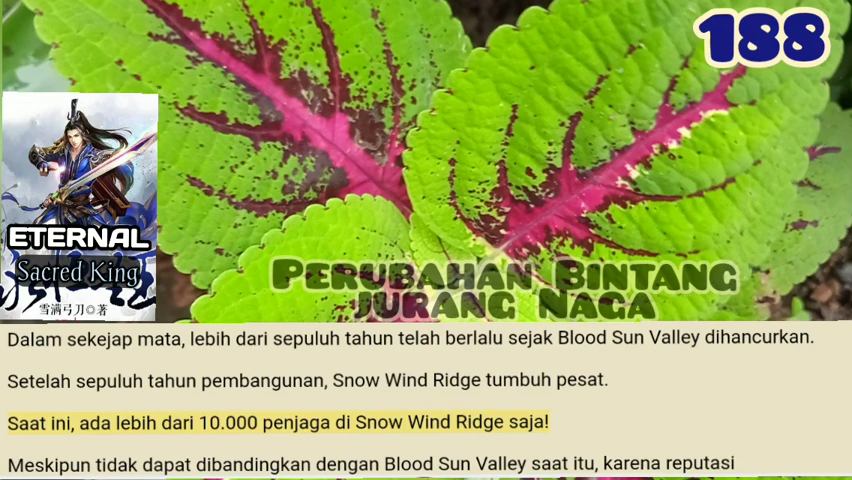 188
ETERNAL
Sacred King
雪满弓刀◎著
PERUBAHAN BINTANG
JURANG NAGA
Dalam sekejap mata, lebih dari sepuluh tahun telah berlalu sejak Blood Sun Valley dihancurkan.
Setelah sepuluh tahun pembangunan, Snow Wind Ridge tumbuh pesat.
Saat ini, ada lebih dari 10.000 penjaga di Snow Wind Ridge saja!
Meskipun tidak dapat dibandingkan dengan Blood Sun Valley saat itu, karena reputasi